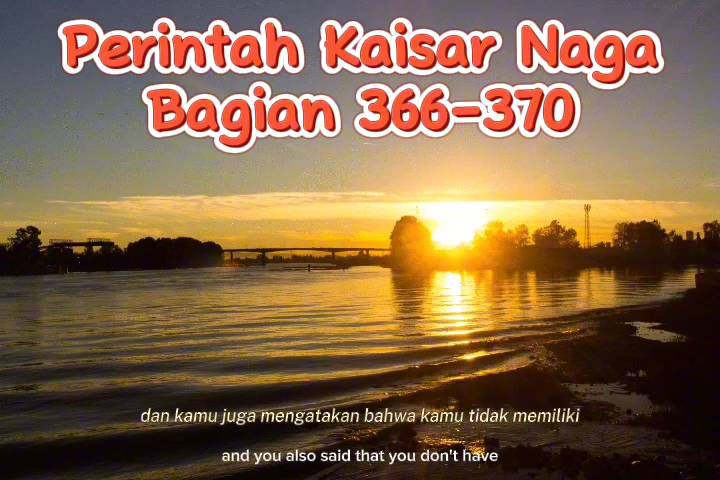 Perintah Kaisar Naga
Bagian 366-370
dan kamu juga mengatakan bahwa kamu tidak memiliki
and you also said that you don't have